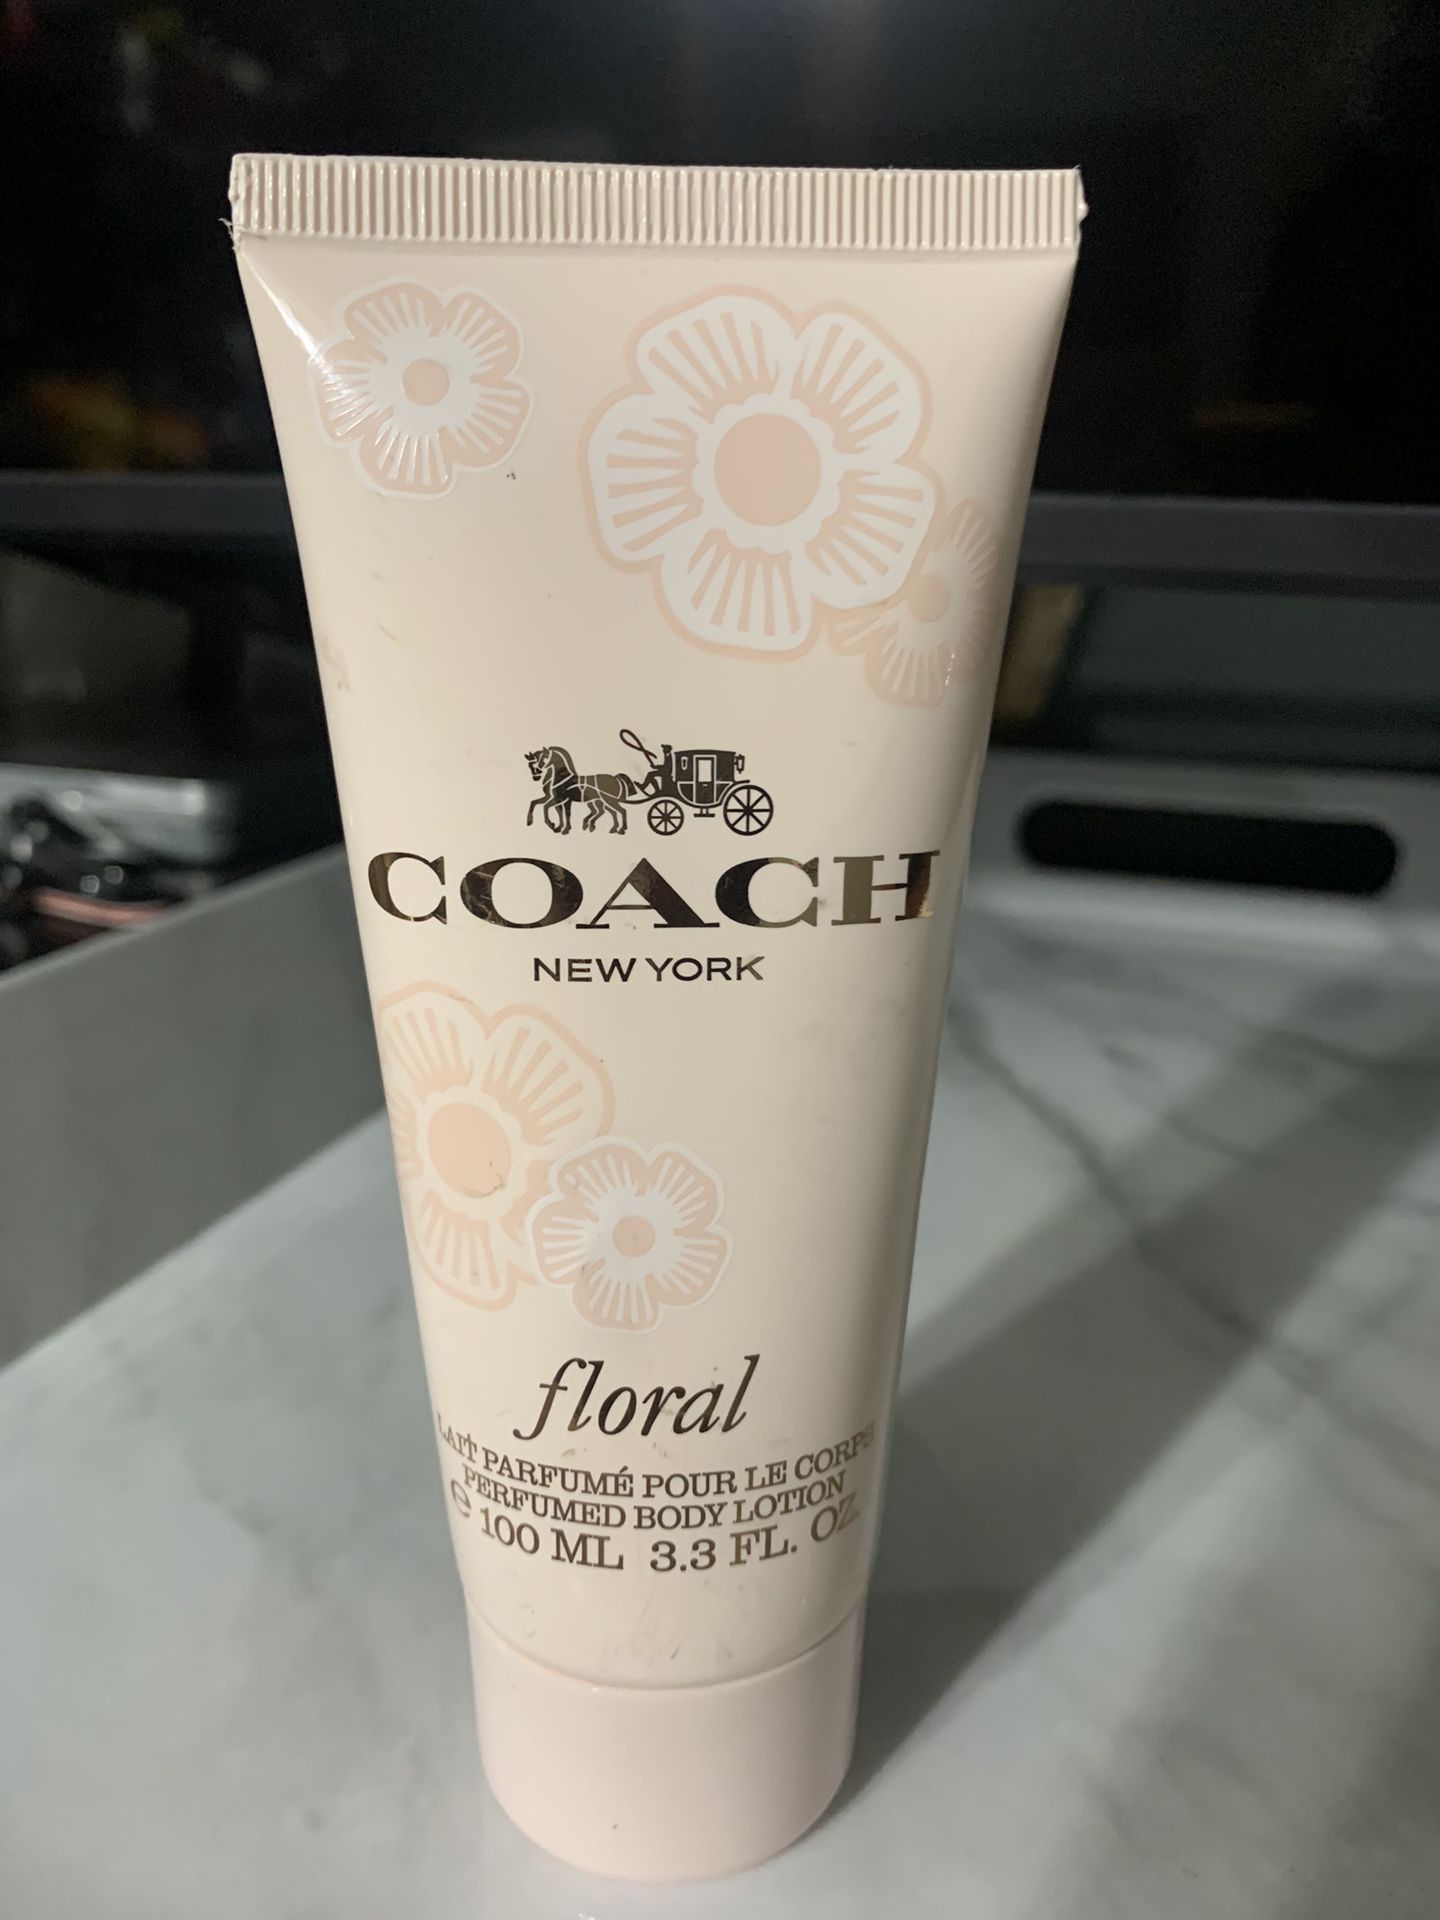 COACH
NEW YORK
floral
LAIT PARFUMÉ POUR LE CORPS
PERFUMED BODY LOTION
e 100 ML 3.3 FL. OZ.